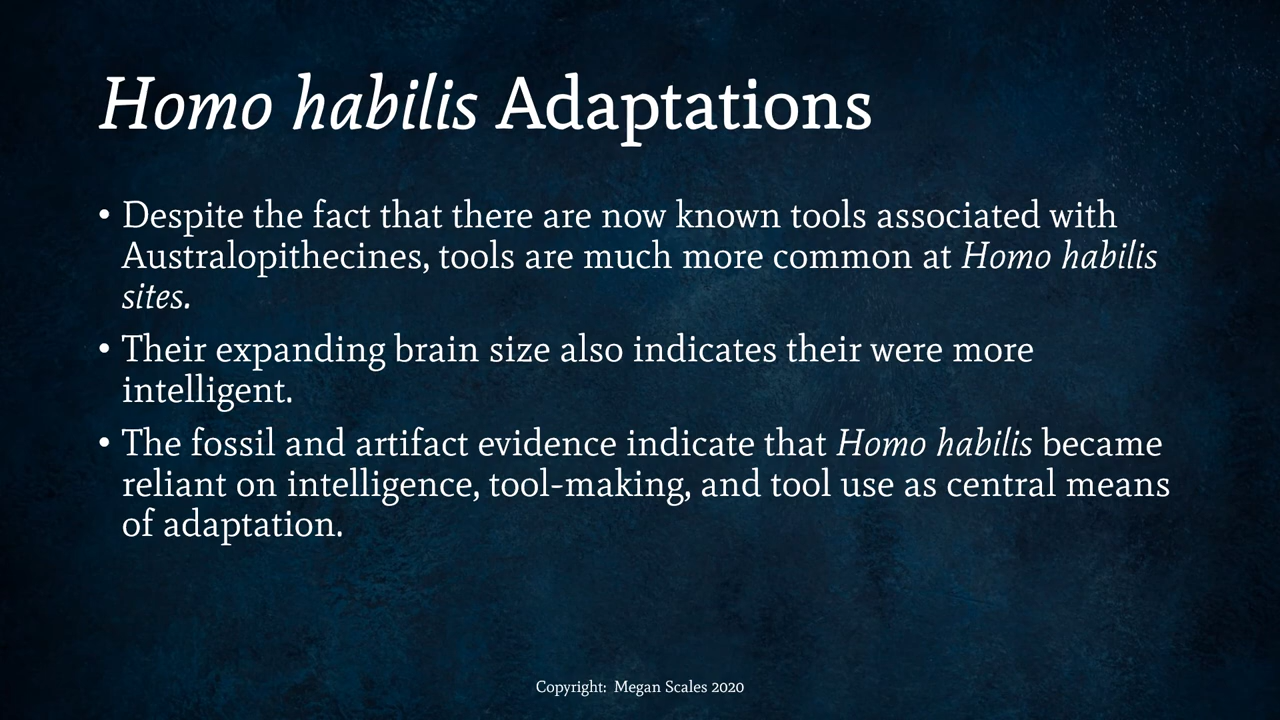 Homo habilis Adaptations
• Despite the fact that there are now known tools associated with
Australopithecines, tools are much more common at Homo habilis
sites.
• Their expanding brain size also indicates their were more
intelligent.
• The fossil and artifact evidence indicate that Homo habilis became
reliant on intelligence, tool-making, and tool use as central means
of adaptation.
Copyright: Megan Scales 2020